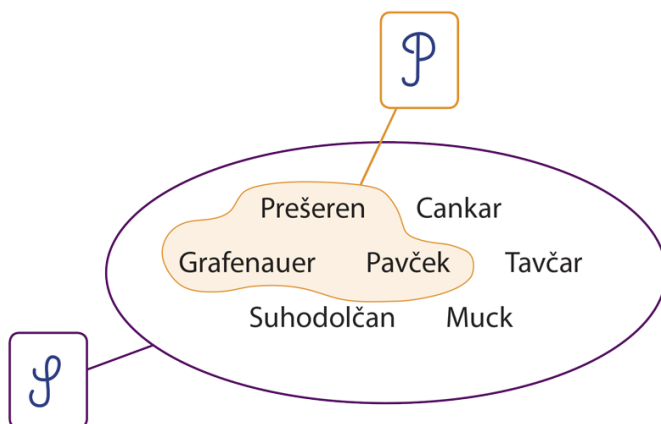 P
Prešeren Cankar
Grafenauer Pavček Tavčar
Suhodolčan Muck
S